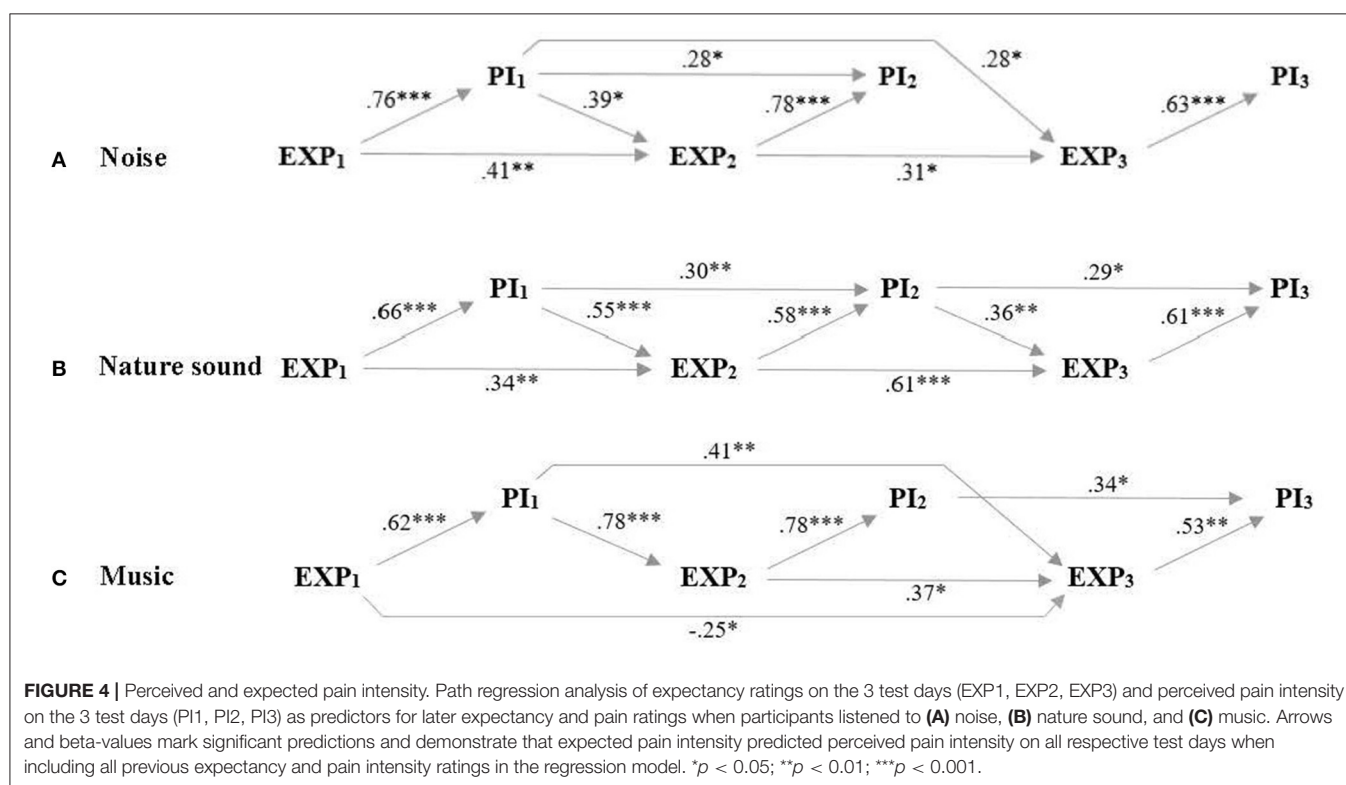 .28* .28*
PI₁ PI₂ PI₃
.76*** .39* .78*** .63***
A Noise EXP₁ EXP₂ EXP₃
.41** .31*
.30** .29*
PI₁ PI₂ PI₃
.66*** .55*** .58*** .36** .61***
B Nature sound EXP₁ EXP₂ EXP₃
.34** .61***
.41**
PI₁ PI₂ .34* PI₃
.62*** .78*** .78*** .53**
C Music EXP₁ EXP₂ EXP₃
.37*
-.25*
FIGURE 4 | Perceived and expected pain intensity. Path regression analysis of expectancy ratings on the 3 test days (EXP1, EXP2, EXP3) and perceived pain intensity
on the 3 test days (PI1, PI2, PI3) as predictors for later expectancy and pain ratings when participants listened to (A) noise, (B) nature sound, and (C) music. Arrows
and beta-values mark significant predictions and demonstrate that expected pain intensity predicted perceived pain intensity on all respective test days when
including all previous expectancy and pain intensity ratings in the regression model. *p < 0.05; **p < 0.01; ***p < 0.001.